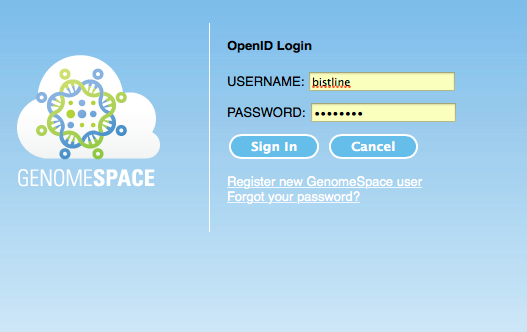 OpenID Login
USERNAME: bistline
PASSWORD: ••••••••
Sign In Cancel
GENOMESPACE
Register new GenomeSpace user
Forgot your password?